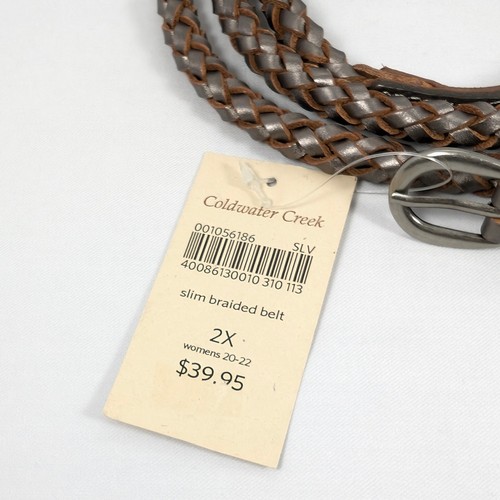 Coldwater Creek
001056186 SLV
40086130010 310 113
slim braided belt
2X
womens 20-22
$39.95